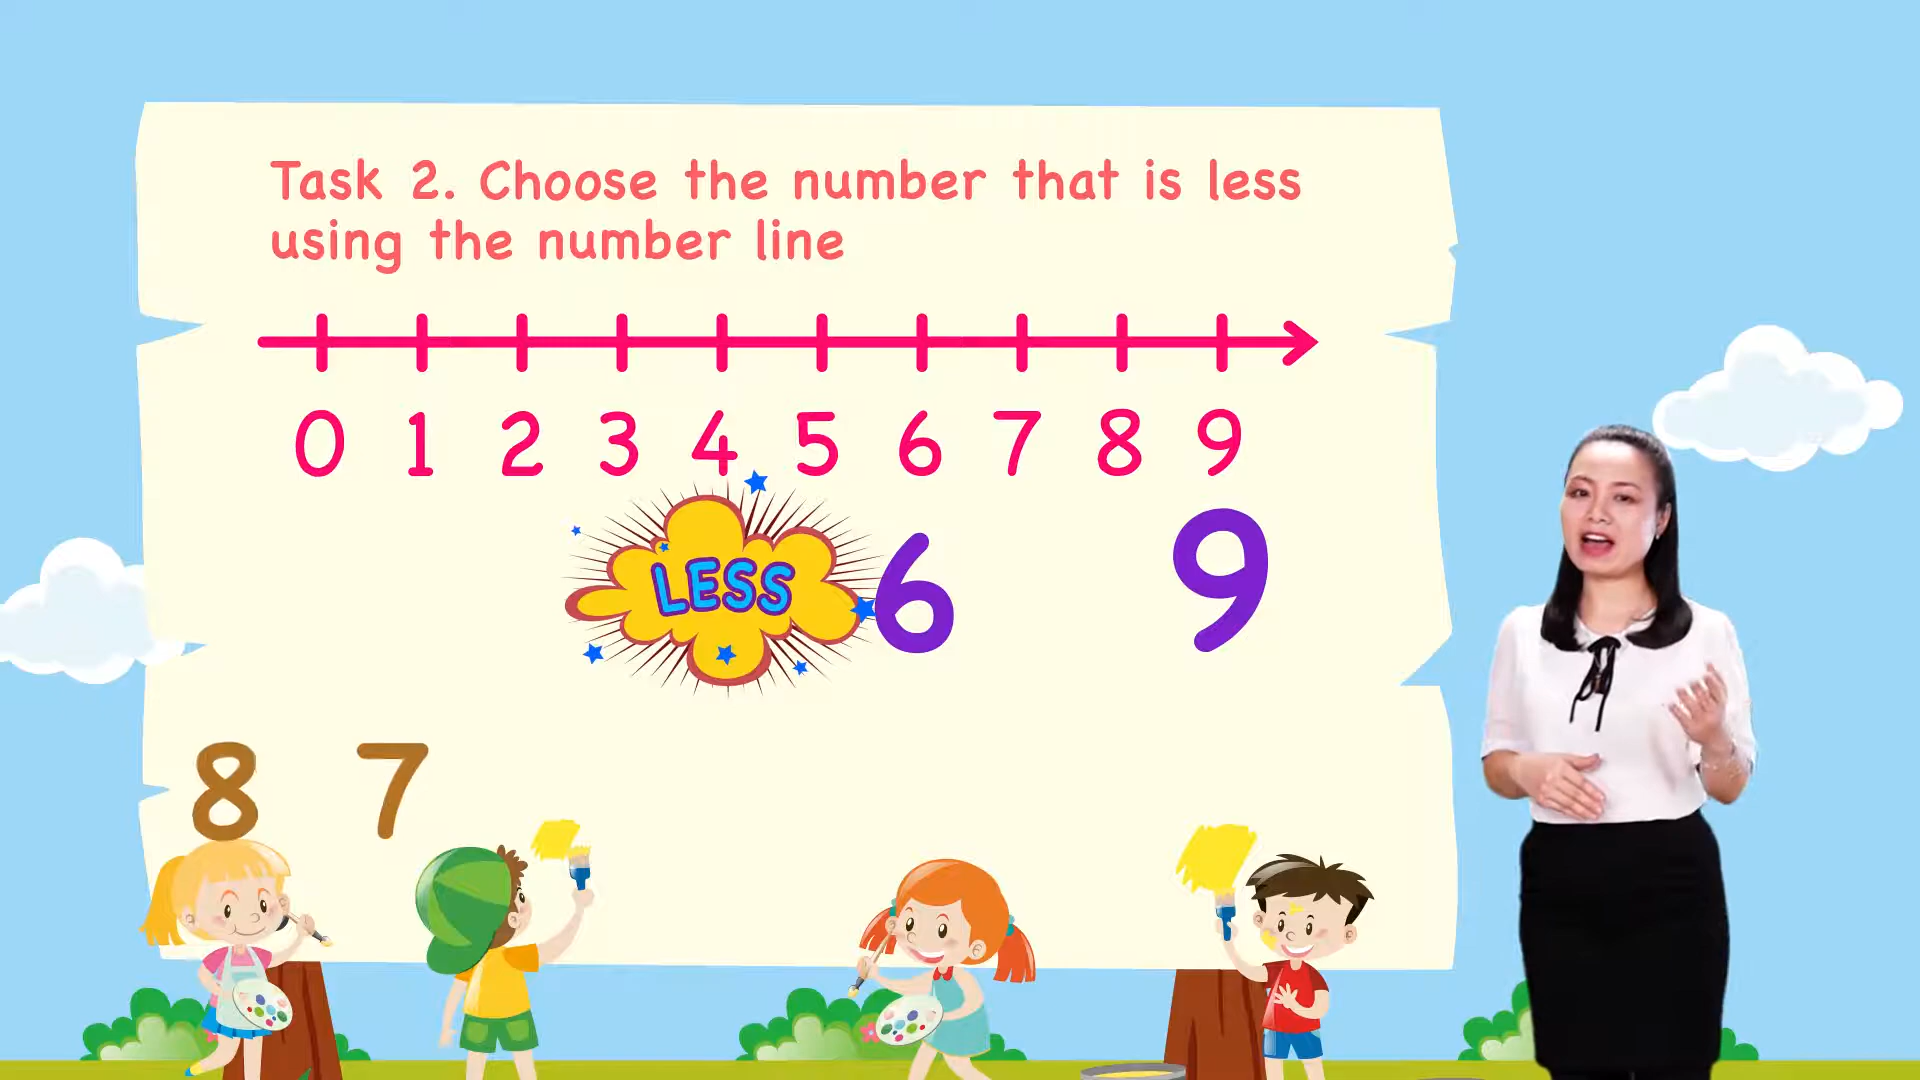 Task 2. Choose the number that is less
using the number line
0 1 2 3 4 5 6 7 8 9
LESS 6 9
8 7